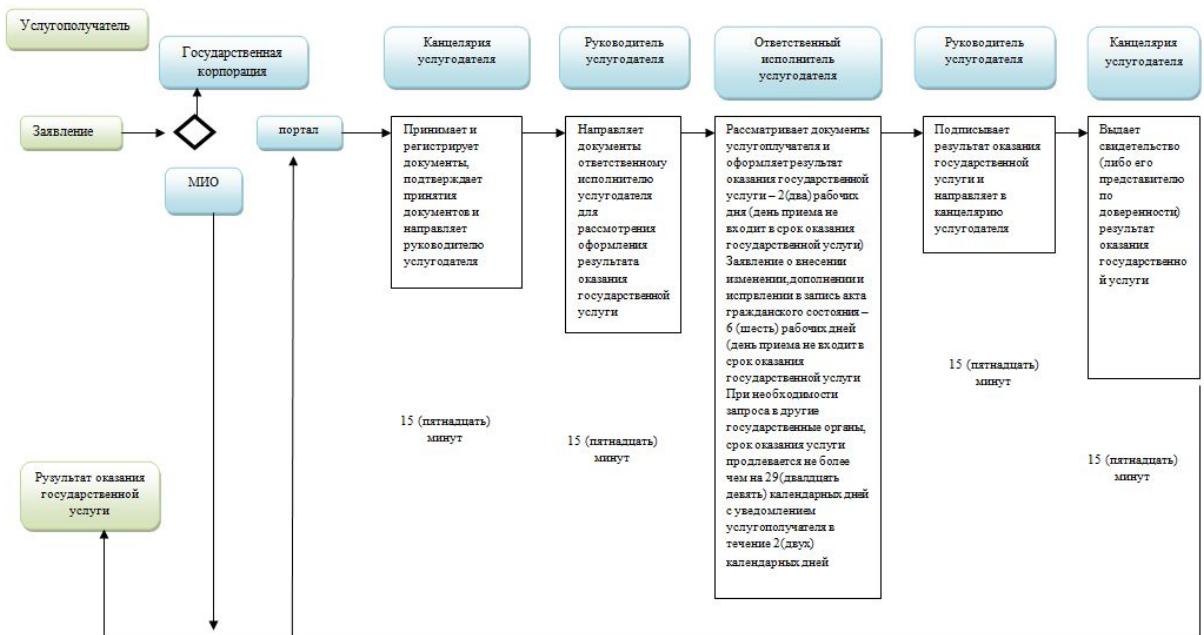 Услугополучатель
Государственная
корпорация
Канцелярия
услугодателя
Руководитель
услугодателя
Ответственный
исполнитель
услугодателя
Руководитель
услугодателя
Канцелярия
услугодателя
Заявление
портал
МИО
Принимает и
регистрирует
документы,
подтверждает
принятия
документов и
направляет
руководителю
услугодателя
15 (пятнадцать)
минут
Направляет
документы
ответственному
исполнителю
услугодателя
для
рассмотрения
оформления
результата
оказания
государственной
услуги
15 (пятнадцать)
минут
Рассматривает документы
услугоплучателя и
оформляет результат
оказания государственной
услуги – 2(два) рабочих
дня (день приема не
входит в срок оказания
государственной услуги)
Заявление о внесении
изменении, дополнении и
испрвлении в запись акта
гражданского состояния –
6 (шесть) рабочих дней
(день приема не входит в
срок оказания
государственной услуги
При необходимости
запроса в другие
государственные органы,
срок оказания услуги
продлевается не более
чем на 29(двалдцать
девять) календарных дней
с уведомлением
услугополучателя в
течение 2(двух)
календарных дней
Подписывает
результат оказания
государственной
услуги и
направляет в
канцелярию
услугодателя
15 (пятнадцать)
минут
Выдает
свидетельство
(либо его
представителю
по
доверенности)
результат
оказания
государственно
й услуги
15 (пятнадцать)
минут
Рузультат оказания
государственной
услуги